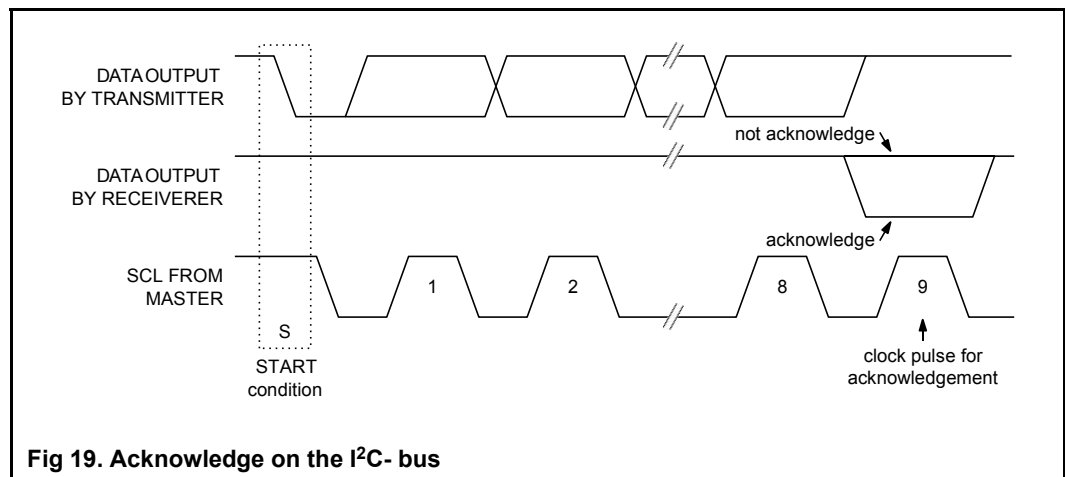 DATA OUTPUT
BY TRANSMITTER
not acknowledge
DATA OUTPUT
BY RECEIVERER
acknowledge
SCL FROM
MASTER
1
2
8
9
S
START
condition
clock pulse for
acknowledgement
Fig 19. Acknowledge on the I²C- bus